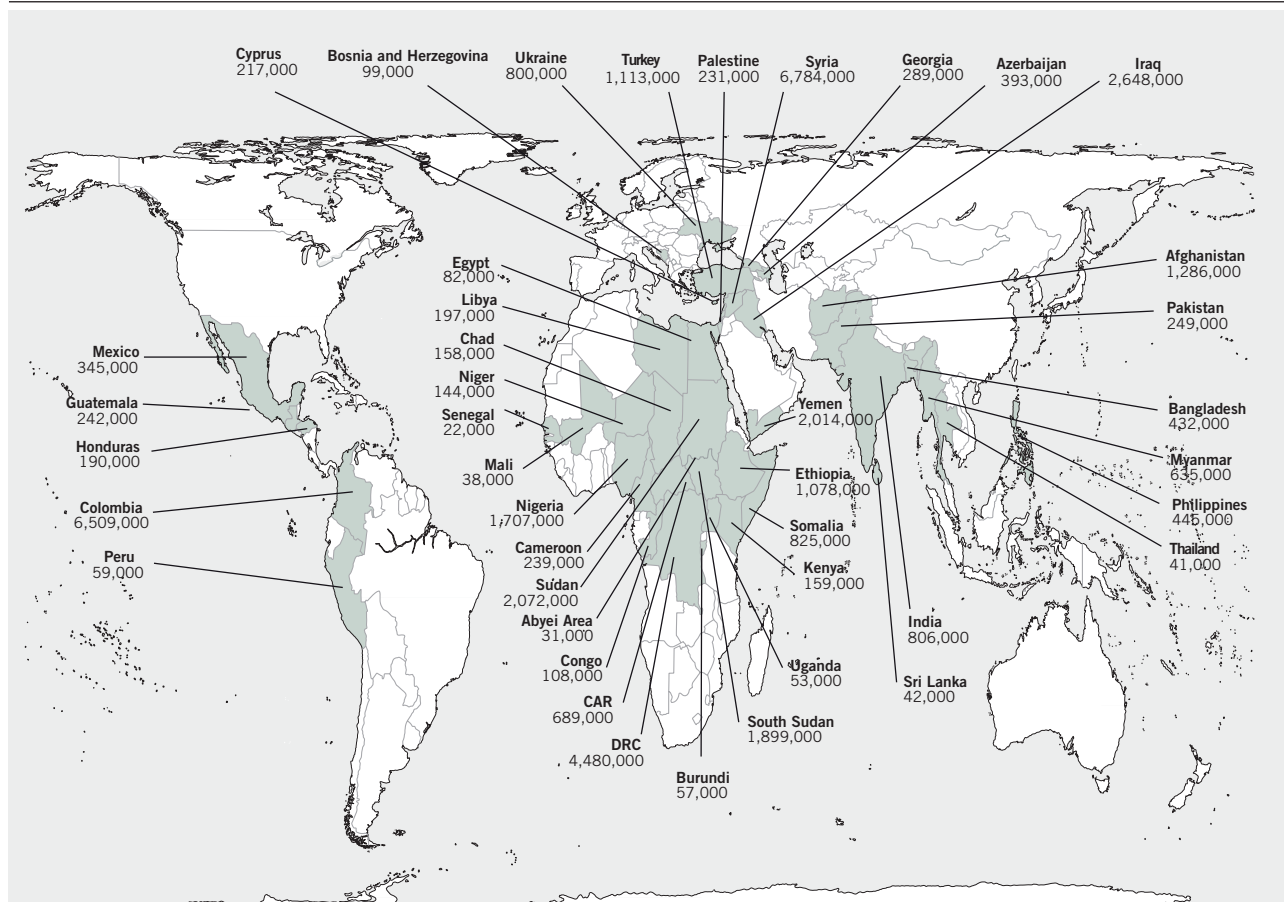 Cyprus
217,000
Bosnia and Herzegovina
99,000
Ukraine
800,000
Turkey
1,113,000
Palestine
231,000
Syria
6,784,000
Georgia
289,000
Azerbaijan
393,000
Iraq
2,648,000
Egypt
82,000
Libya
197,000
Chad
158,000
Niger
144,000
Senegal
22,000
Mali
38,000
Nigeria
1,707,000
Cameroon
239,000
Sudan
2,072,000
Abyei Area
31,000
Congo
108,000
CAR
689,000
DRC
4,480,000
Burundi
57,000
South Sudan
1,899,000
Uganda
53,000
Kenya
159,000
Somalia
825,000
Ethiopia
1,078,000
Yemen
2,014,000
Mexico
345,000
Guatemala
242,000
Honduras
190,000
Colombia
6,509,000
Peru
59,000
Afghanistan
1,286,000
Pakistan
249,000
Bangladesh
432,000
Myanmar
635,000
Philippines
445,000
Thailand
41,000
India
806,000
Sri Lanka
42,000